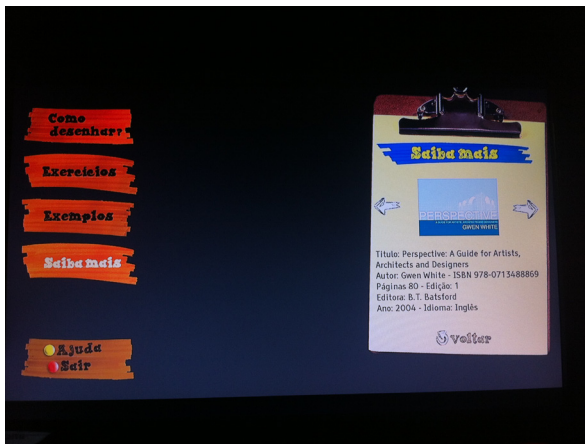 Como
desenhar?
Exercícios
Exemplos
Saiba mais
Ajuda
Sair
Saiba mais
PERSPECTIVE
GWEN WHITE
Título: Perspective: A Guide for Artists,
Architects and Designers
Autor: Gwen White - ISBN 978-0713488869
Páginas 80 - Edição: 1
Editora: B.T. Batsford
Ano: 2004 - Idioma: Inglês
voltar